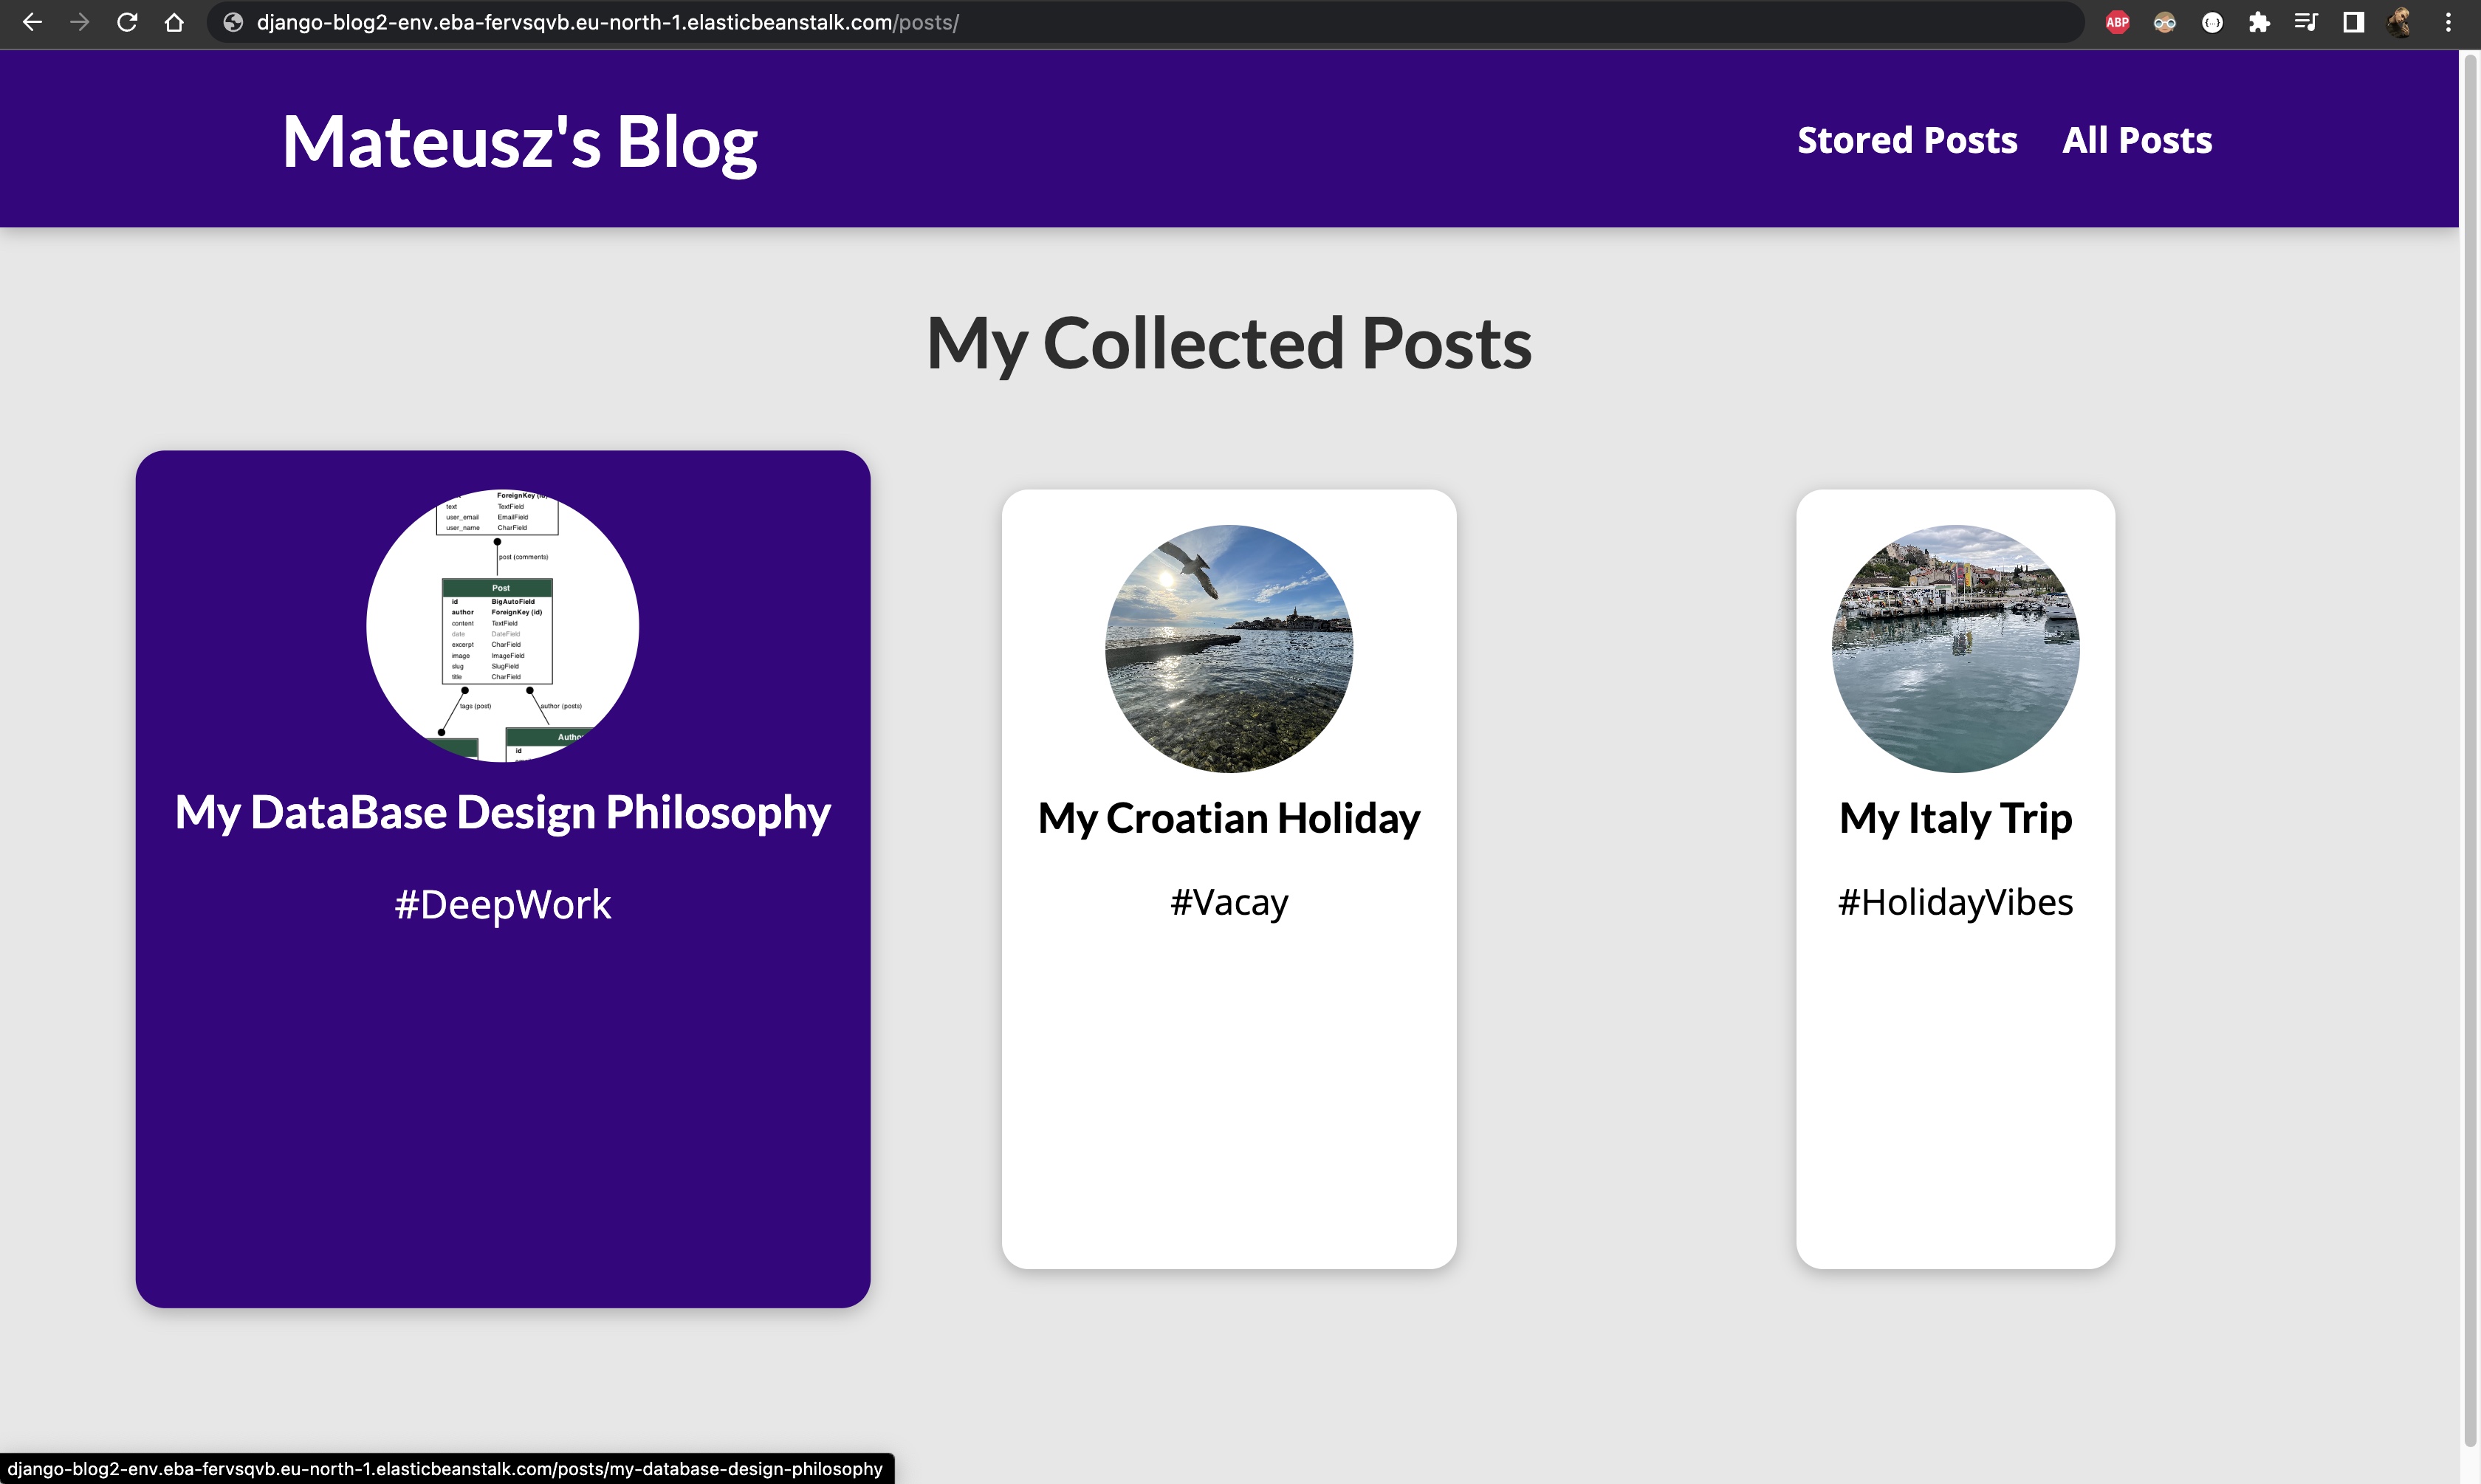 django-blog2-env.eba-fervsqvb.eu-north-1.elasticbeanstalk.com/posts/
ABP
Mateusz's Blog
Stored Posts
All Posts
My Collected Posts
ForeignKey (id)
text TextField
user_email EmailField
user_name CharField
post (comments)
Post
id BigAutoField
author ForeignKey (id)
content TextField
date DateField
excerpt CharField
image ImageField
slug SlugField
title CharField
tags (post)
author (posts)
Autho
id
My DataBase Design Philosophy
#DeepWork
My Croatian Holiday
#Vacay
My Italy Trip
#HolidayVibes
django-blog2-env.eba-fervsqvb.eu-north-1.elasticbeanstalk.com/posts/my-database-design-philosophy